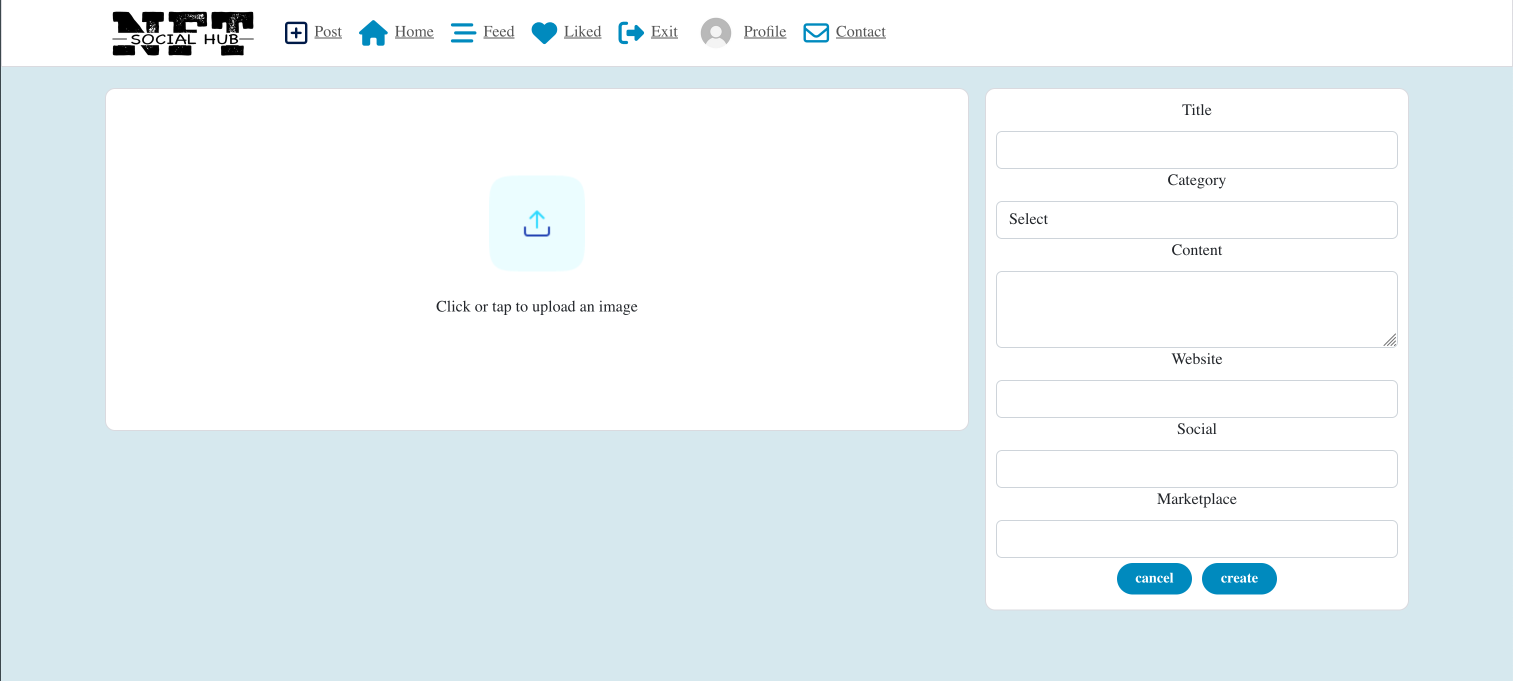 NFT
SOCIAL HUB
Post Home Feed Liked Exit Profile Contact
Click or tap to upload an image
Title
Category
Select
Content
Website
Social
Marketplace
cancel create